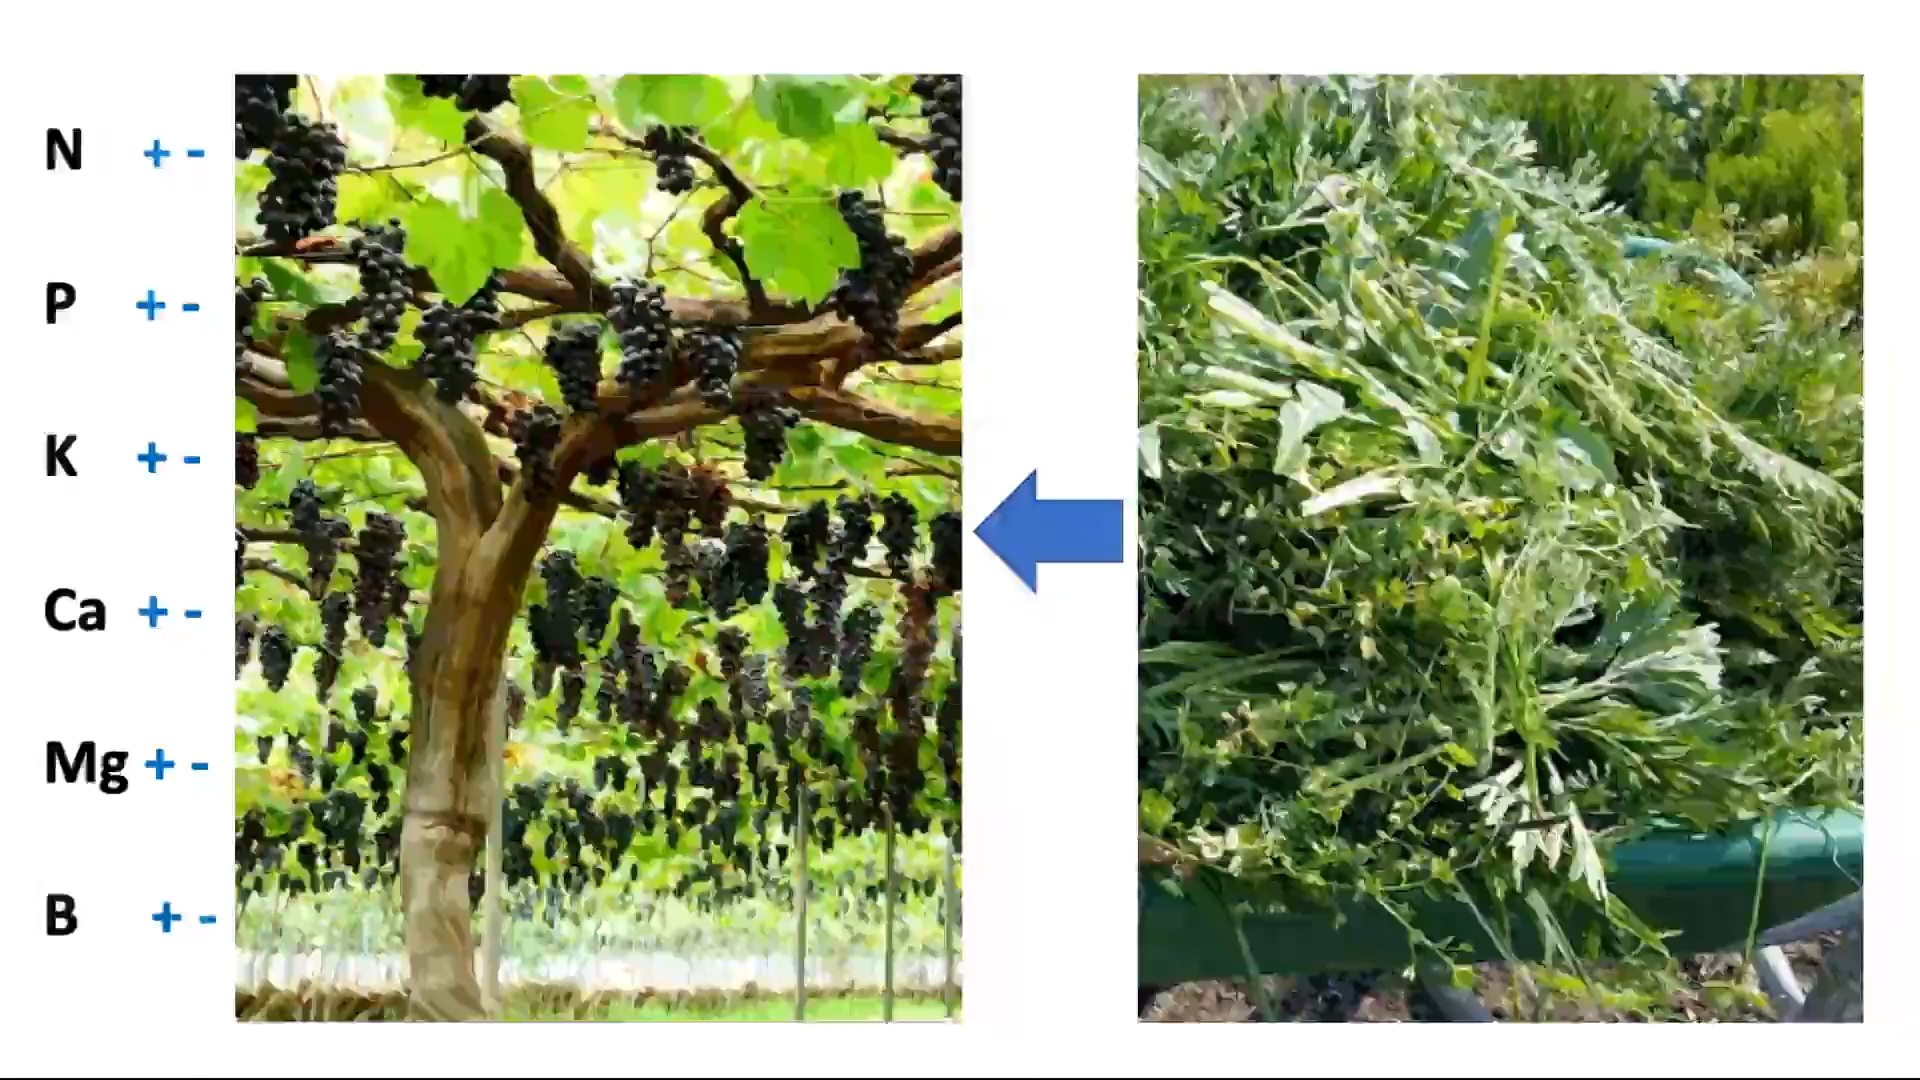 N + -
P + -
K + -
Ca + -
Mg + -
B + -